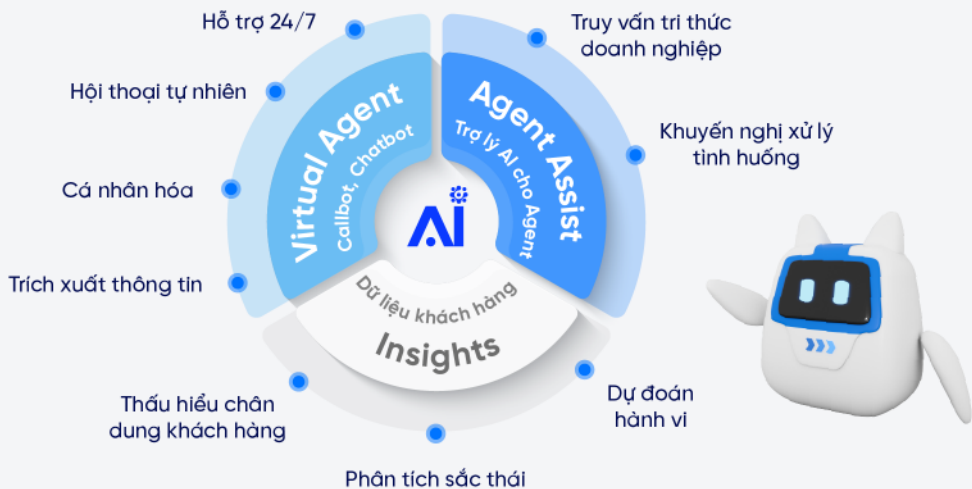 Hỗ trợ 24/7
Hội thoại tự nhiên
Cá nhân hóa
Trích xuất thông tin
Virtual Agent
Callbot, Chatbot
AI
Agent Assist
Trợ lý AI cho Agent
Truy vấn tri thức
doanh nghiệp
Khuyến nghị xử lý
tình huống
Dữ liệu khách hàng
Insights
Thấu hiểu chân
dung khách hàng
Phân tích sắc thái
Dự đoán
hành vi